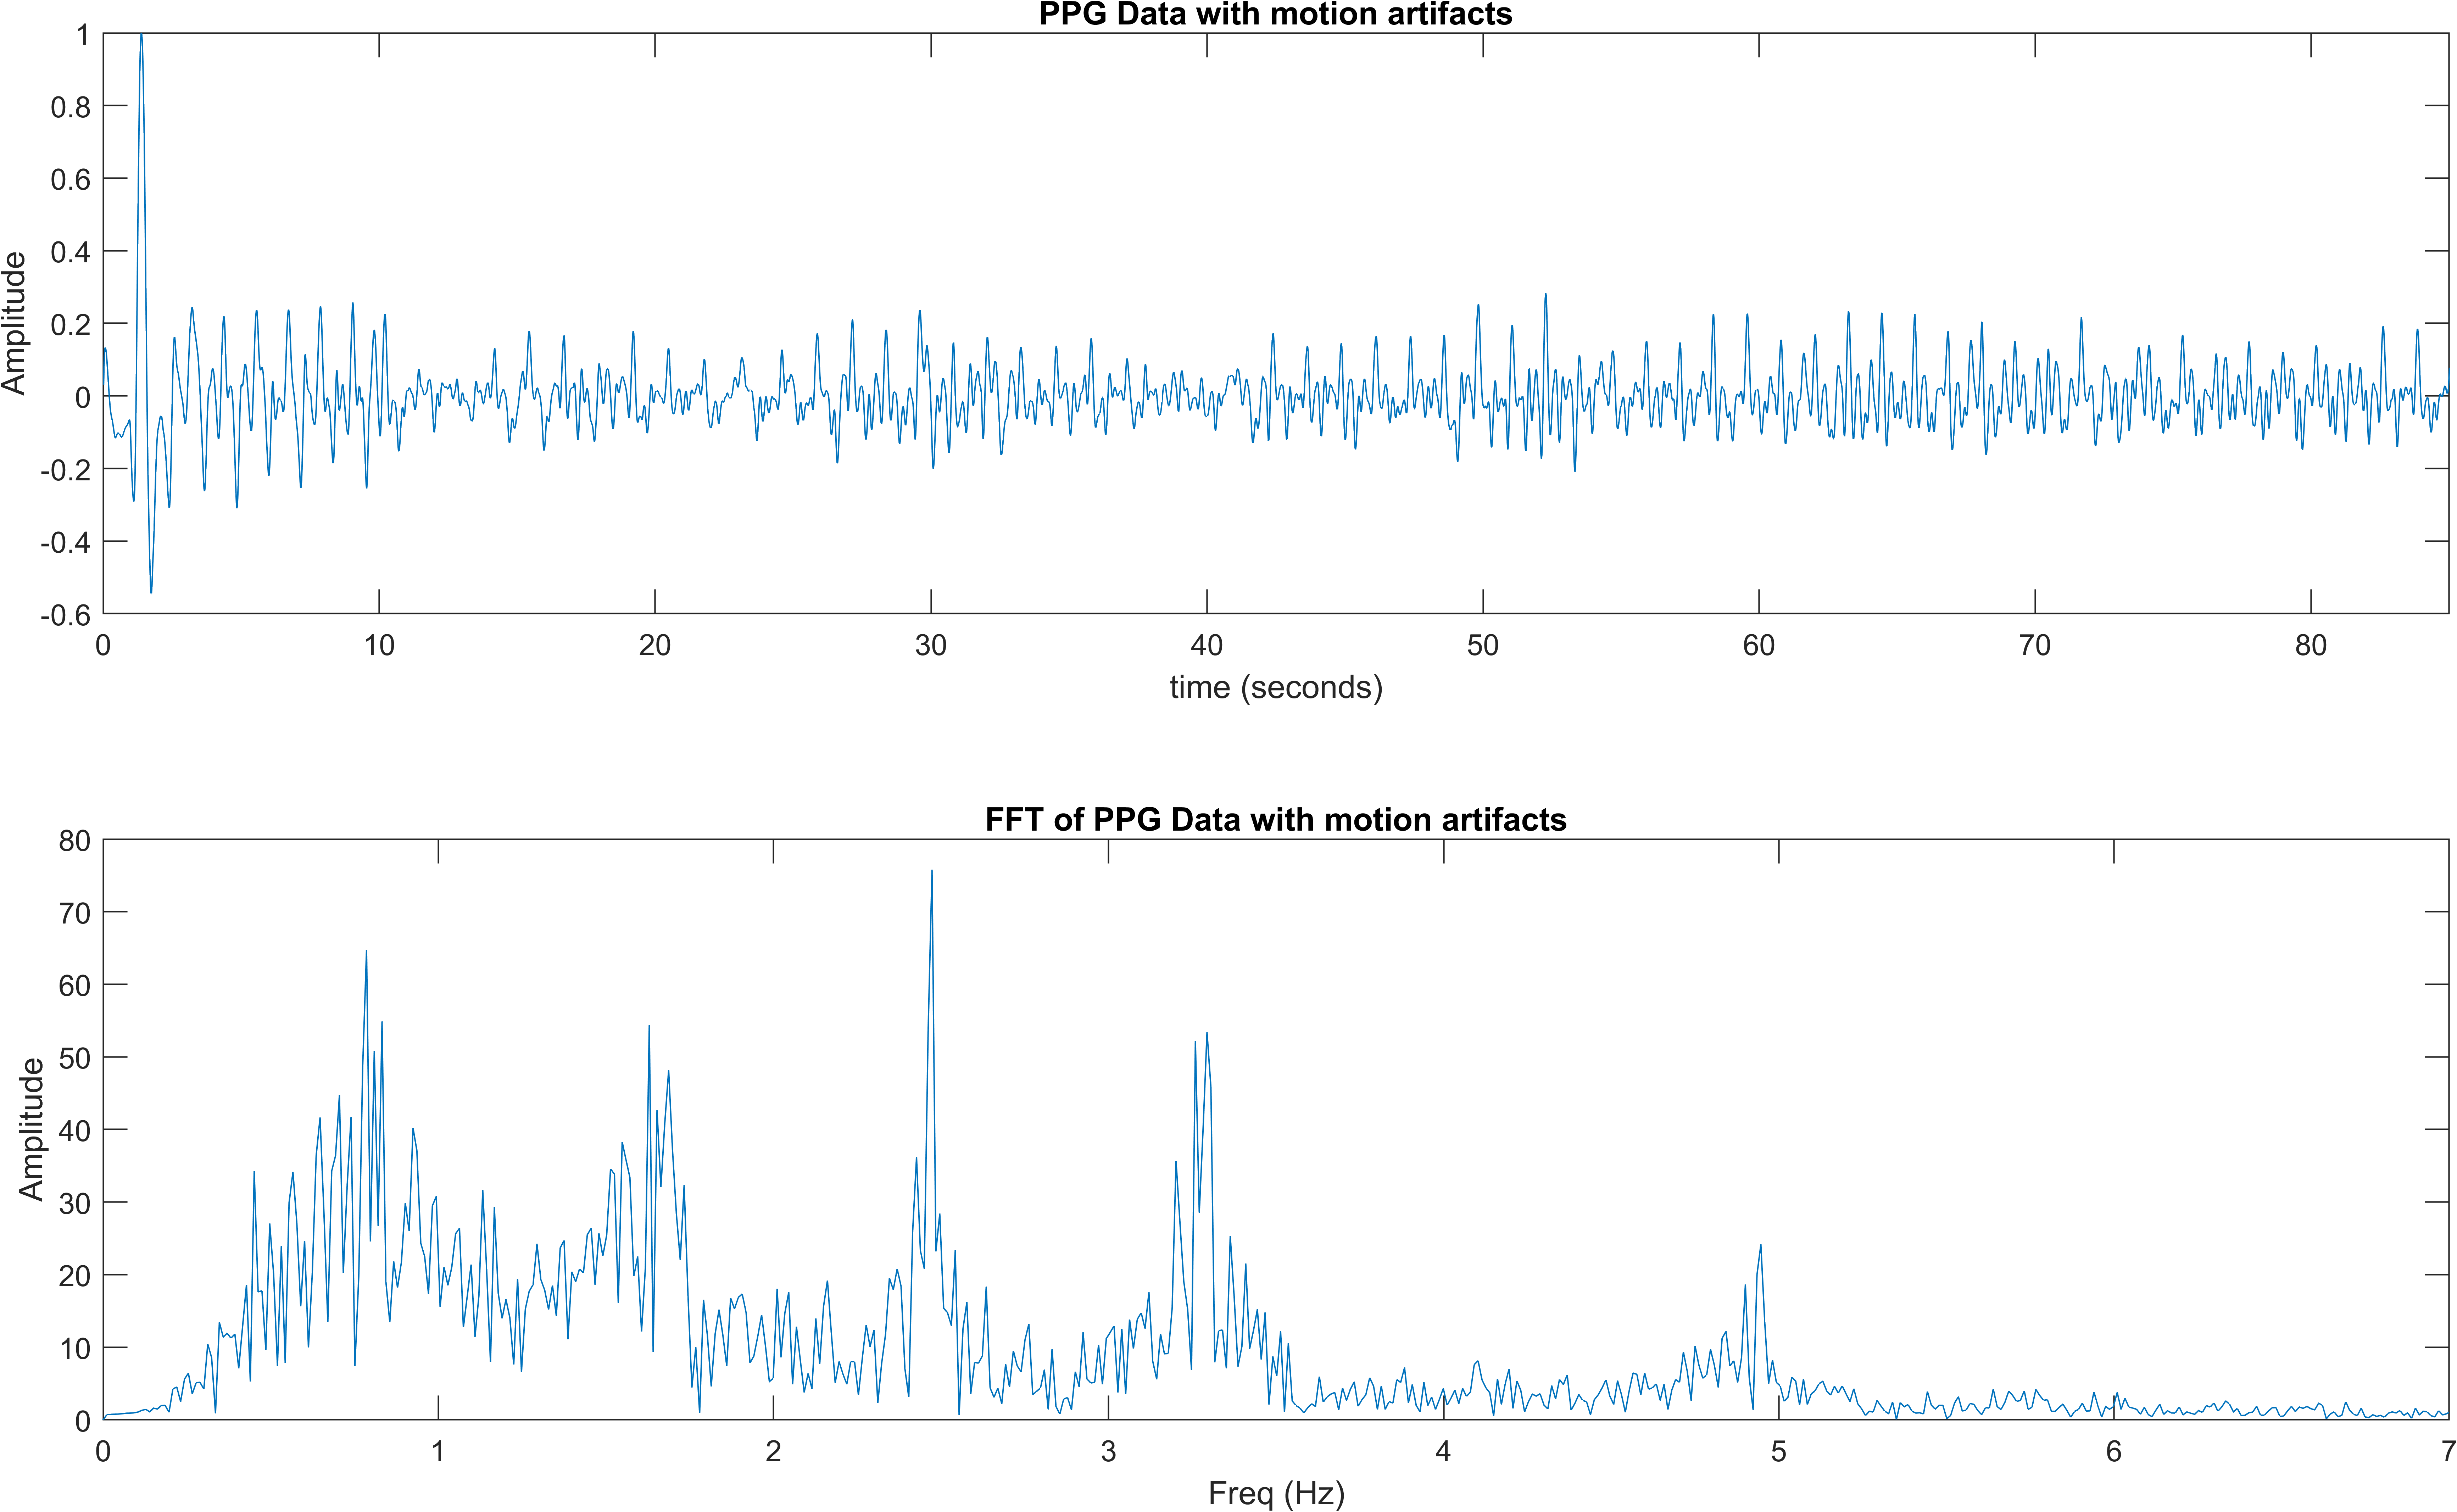 PPG Data with motion artifacts
1
0.8
0.6
0.4
0.2
0
-0.2
-0.4
-0.6
Amplitude
0 10 20 30 40 50 60 70 80
time (seconds)
FFT of PPG Data with motion artifacts
80
70
60
50
40
30
20
10
0
Amplitude
0 1 2 3 4 5 6 7
Freq (Hz)